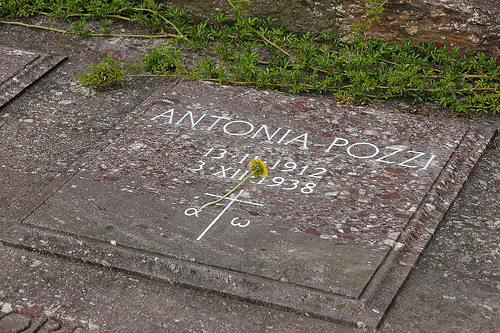 ANTONIA POZZI
13·II·1912
3·XII·1938
α ω